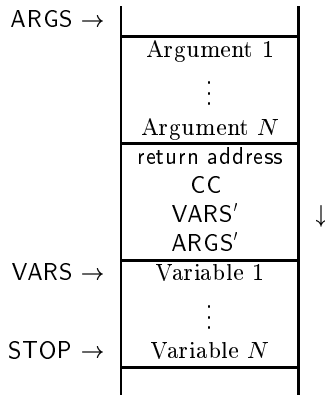 ARGS →
Argument 1
⋮
Argument N
return address
CC
VARS′
ARGS′
↓
VARS → Variable 1
⋮
STOP → Variable N